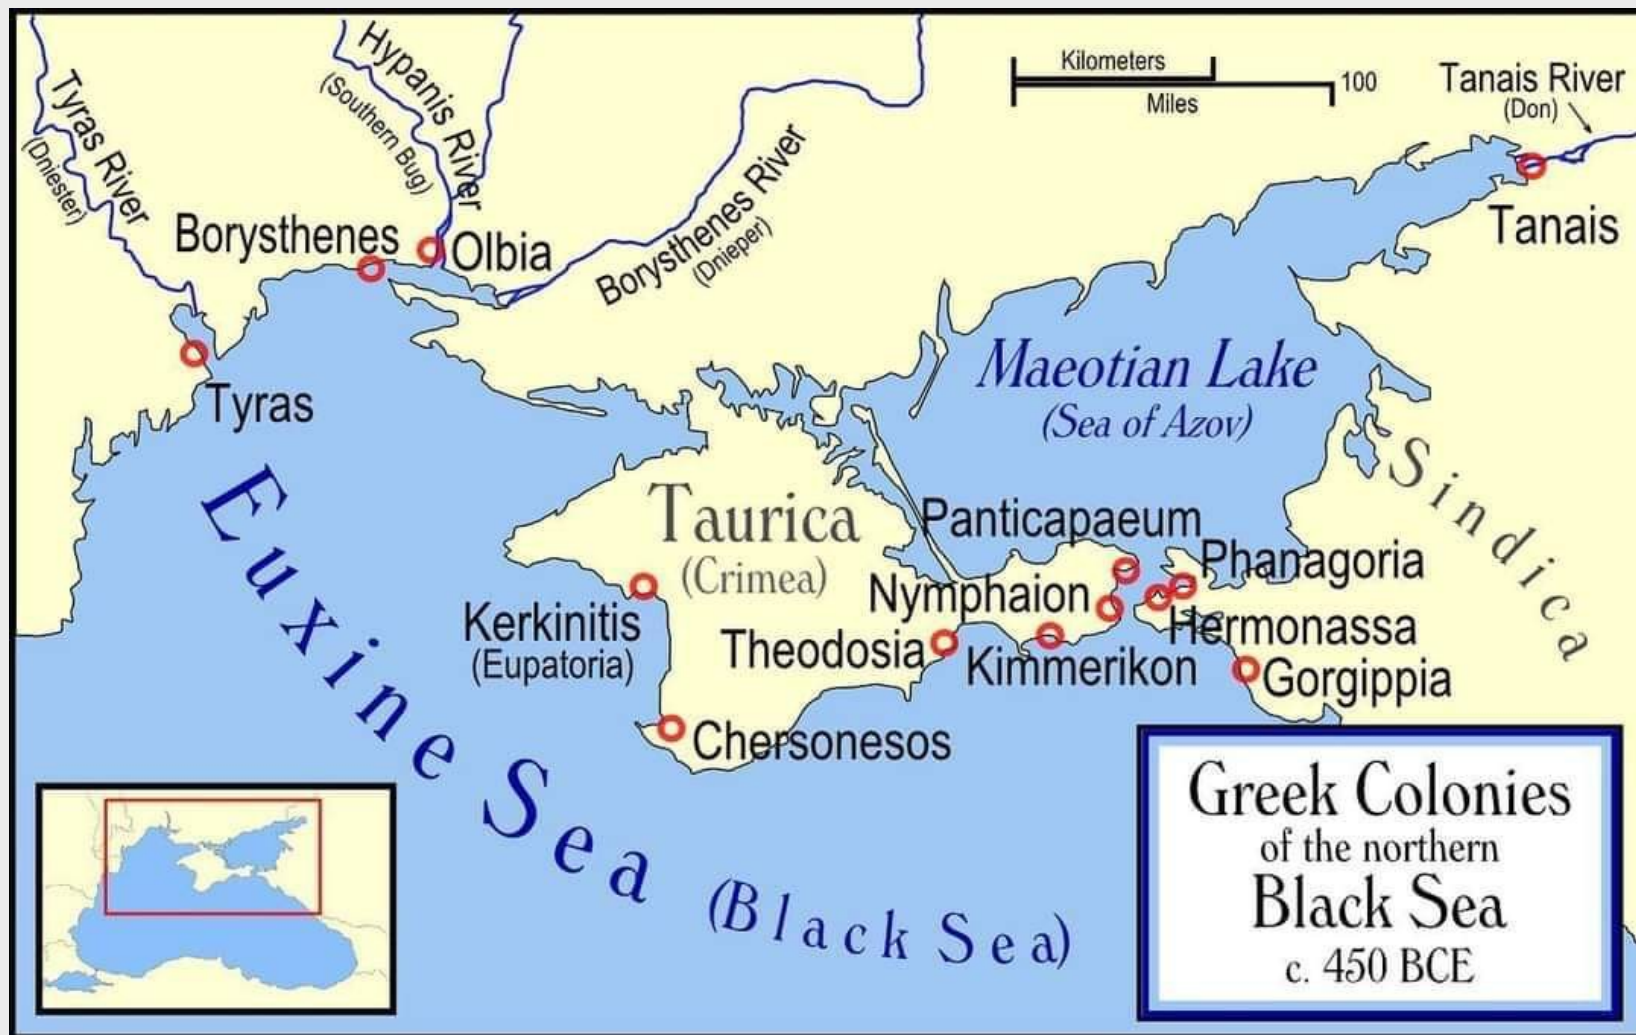 Hypanis River
(Southern Bug)
Tyras River
(Dniester)
Kilometers
100
Miles
Tanais River
(Don)
Tanais
Borysthenes
Olbia
Borysthenes River
(Dnieper)
Tyras
Maeotian Lake
(Sea of Azov)
Sindica
Taurica
(Crimea)
Panticapaeum
Phanagoria
Nymphaion
Hermonassa
Kerkinitis
(Eupatoria)
Theodosia
Kimmerikon
Gorgippia
Chersonesos
Euxine Sea (Black Sea)
Greek Colonies
of the northern
Black Sea
c. 450 BCE